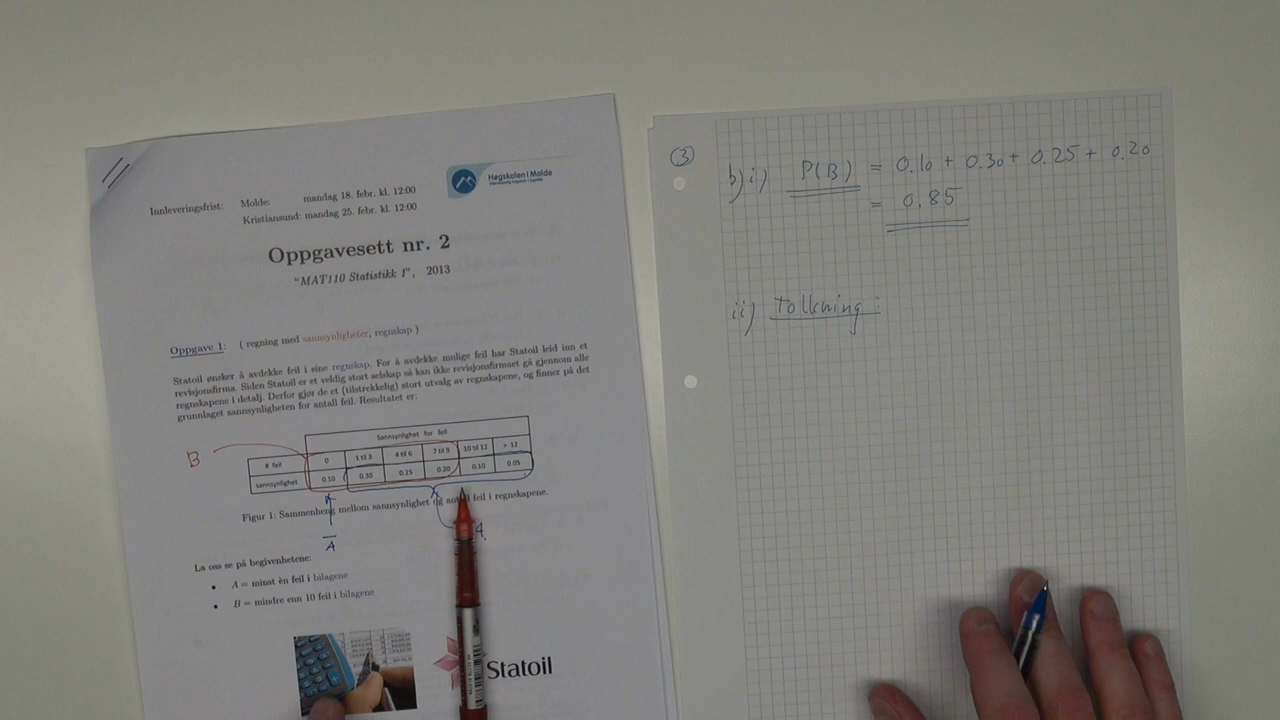 Innleveringsfrist: Molde: mandag 18. febr. kl. 12:00
Kristiansund: mandag 25. febr. kl. 12:00
Høgskolen i Molde
Oppgavesett nr. 2
"MAT110 Statistikk 1", 2013
Oppgave 1: ( regning med sannsynligheter, regnskap )
Statoil ønsker å avdekke feil i sine regnskap. For å avdekke mulige feil har Statoil leid inn et
revisjonsfirma. Siden Statoil er et veldig stort selskap så kan ikke revisjonsfirmaet gå gjennom alle
regnskapene i detalj. Derfor gjør de et (tilstrekkelig) stort utvalg av regnskapene, og finner på det
grunnlaget sannsynligheten for antall feil. Resultatet er:
Sannsynlighet for feil
B
# feil 0 1 til 3 4 til 6 7 til 9 10 til 12 > 12
sannsynlighet 0.10 0.30 0.25 0.20 0.10 0.05
Figur 1: Sammenheng mellom sannsynlighet og antall feil i regnskapene.
A
A
La oss se på begivenhetene:
• A = minst èn feil i bilagene
• B = mindre enn 10 feil i bilagene
Statoil
3
b) i) P(B) = 0.10 + 0.30 + 0.25 + 0.20
= 0.85
ii) Tolkning: